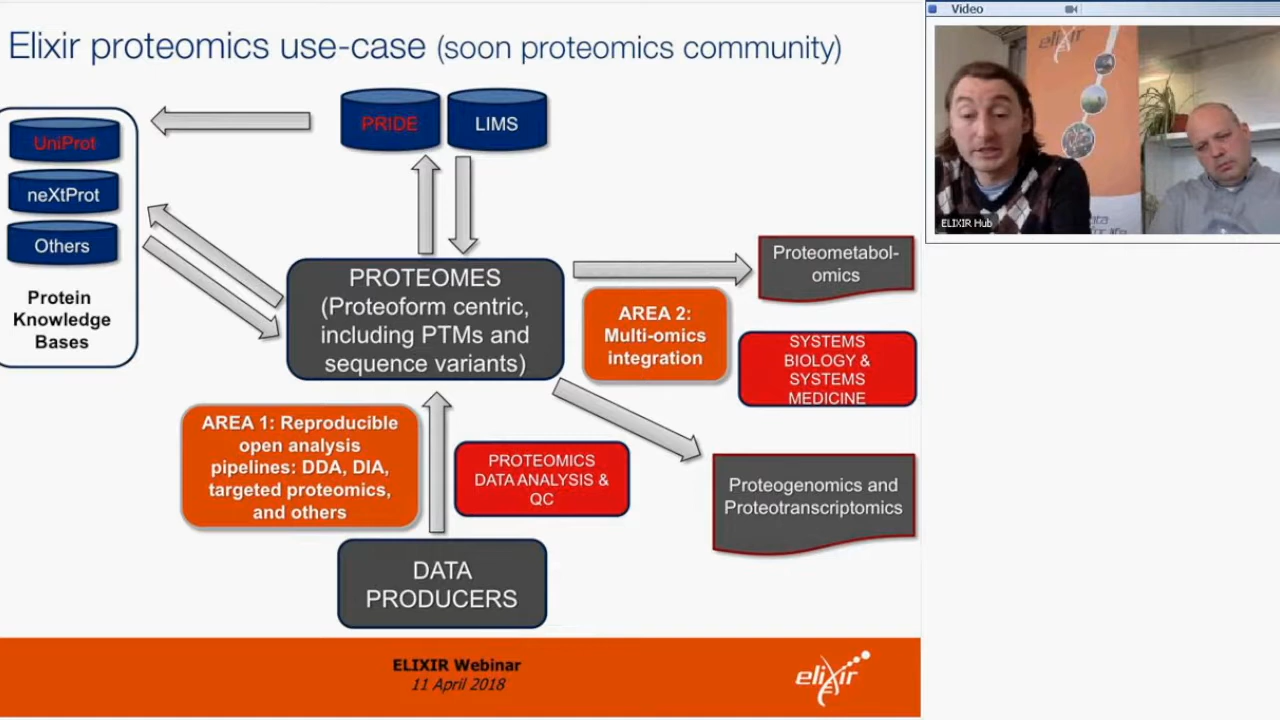 Elixir proteomics use-case (soon proteomics community)
Video
elixir
ELIXIR Hub
PRIDE
LIMS
UniProt
neXtProt
Others
Protein
Knowledge
Bases
PROTEOMES
(Proteoform centric,
including PTMs and
sequence variants)
Proteometabol-
omics
AREA 2:
Multi-omics
integration
SYSTEMS
BIOLOGY &
SYSTEMS
MEDICINE
AREA 1: Reproducible
open analysis
pipelines: DDA, DIA,
targeted proteomics,
and others
PROTEOMICS
DATA ANALYSIS &
QC
Proteogenomics and
Proteotranscriptomics
DATA
PRODUCERS
ELIXIR Webinar
11 April 2018
elixir